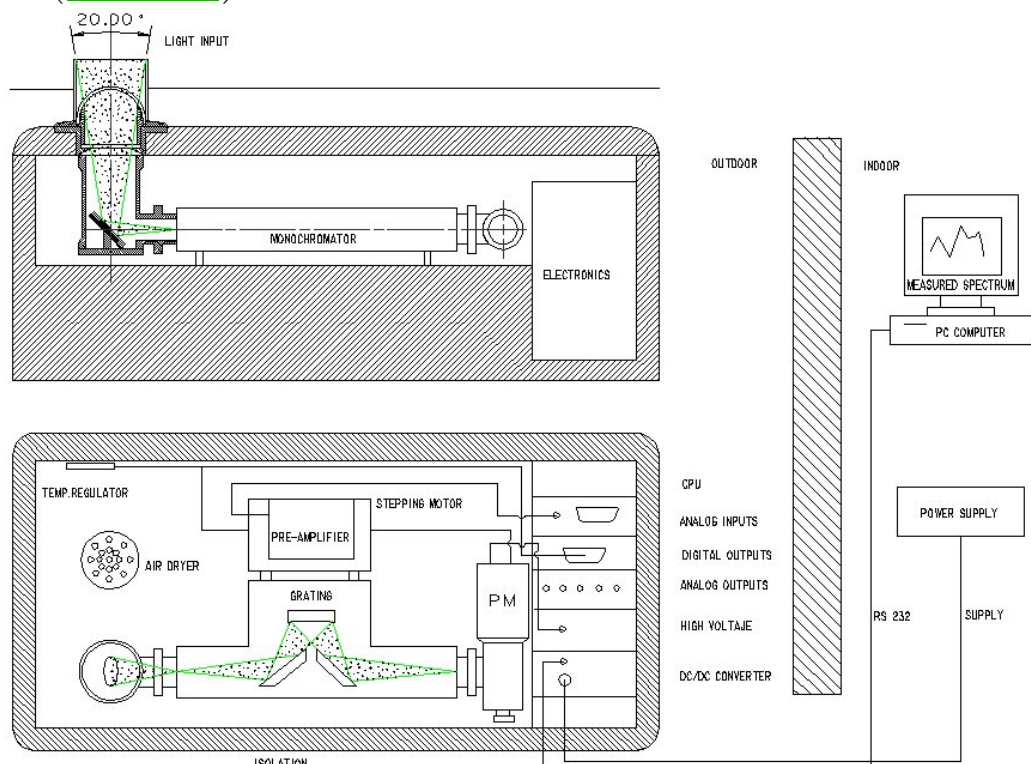 20.00°
LIGHT INPUT
OUTDOOR
INDOOR
MONOCHROMATOR
ELECTRONICS
MEASURED SPECTRUM
PC COMPUTER
TEMP.REGULATOR
STEPPING MOTOR
CPU
PRE-AMPLIFIER
ANALOG INPUTS
POWER SUPPLY
AIR DRYER
DIGITAL OUTPUTS
GRATING
PM
ANALOG OUTPUTS
HIGH VOLTAJE
RS 232
SUPPLY
DC/DC CONVERTER
ISOLATION